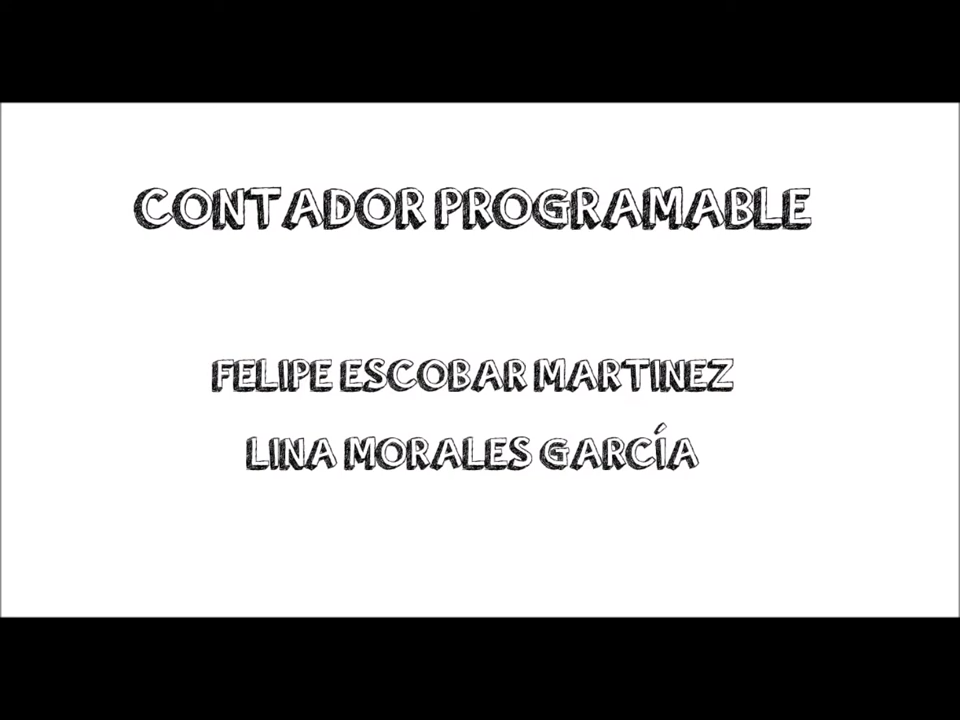 CONTADOR PROGRAMABLE
FELIPE ESCOBAR MARTINEZ
LINA MORALES GARCÍA